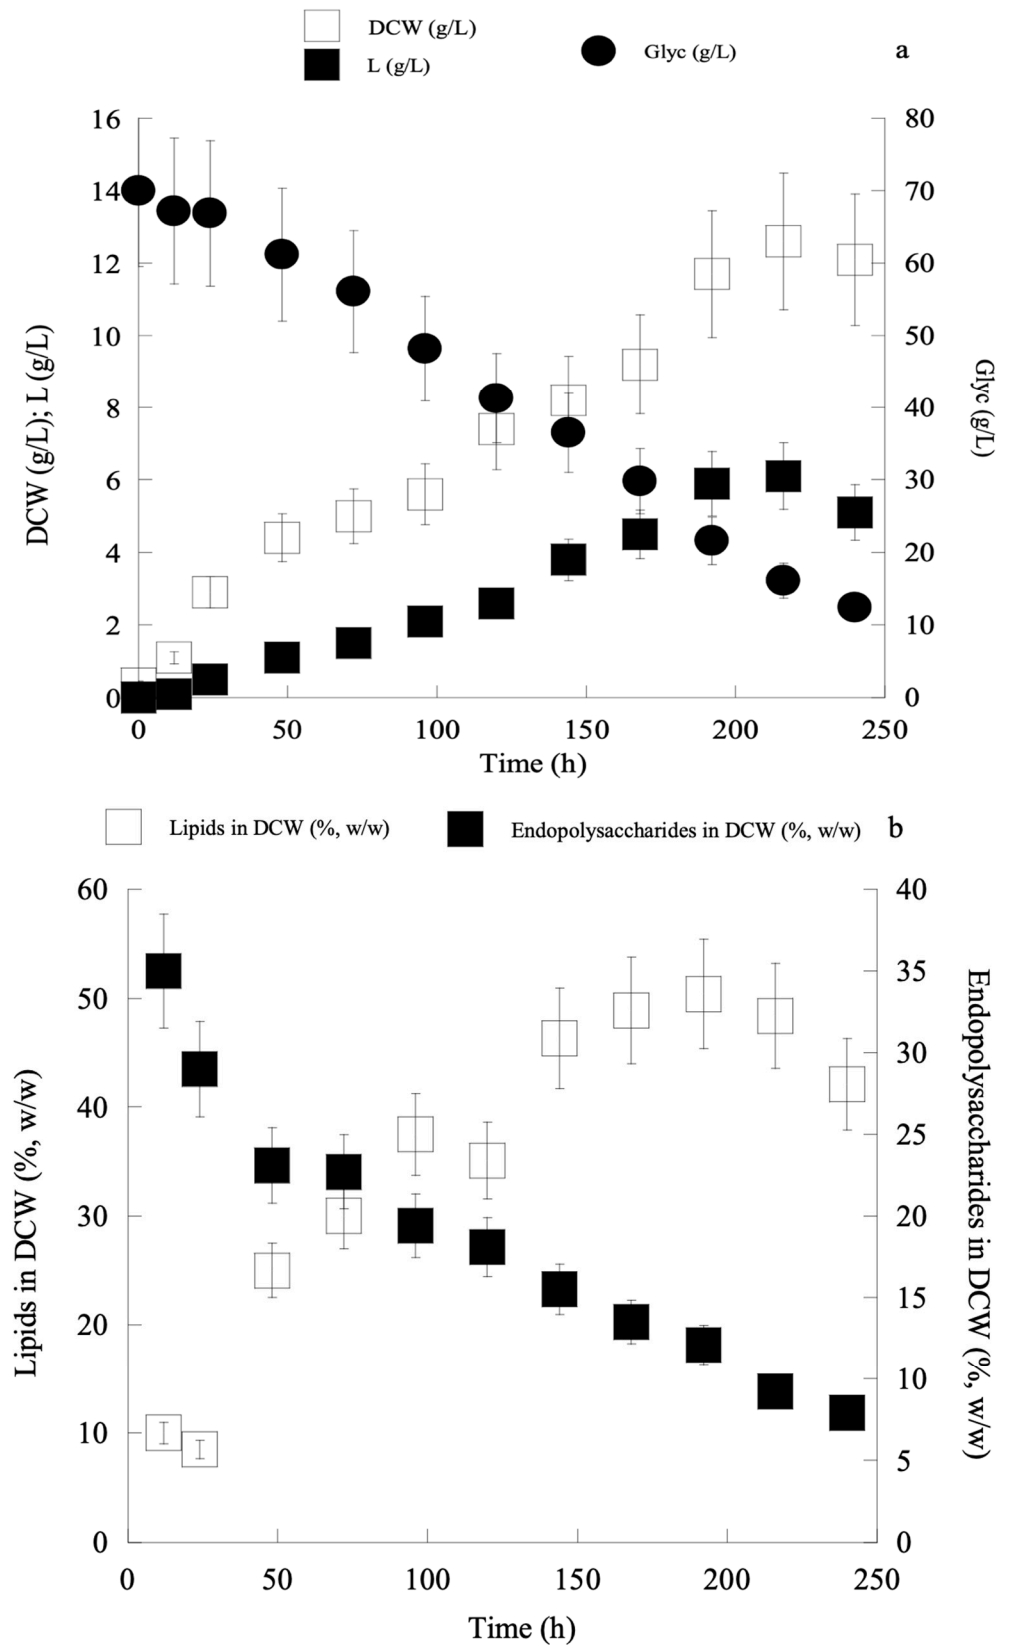 DCW (g/L)
L (g/L)
Glyc (g/L)
a
16
14
12
10
8
6
4
2
0
DCW (g/L); L (g/L)
80
70
60
50
40
30
20
10
0
Glyc (g/L)
0 50 100 150 200 250
Time (h)
Lipids in DCW (%, w/w) Endopolysaccharides in DCW (%, w/w) b
60
50
40
30
20
10
0
Lipids in DCW (%, w/w)
40
35
30
25
20
15
10
5
0
Endopolysaccharides in DCW (%, w/w)
0 50 100 150 200 250
Time (h)